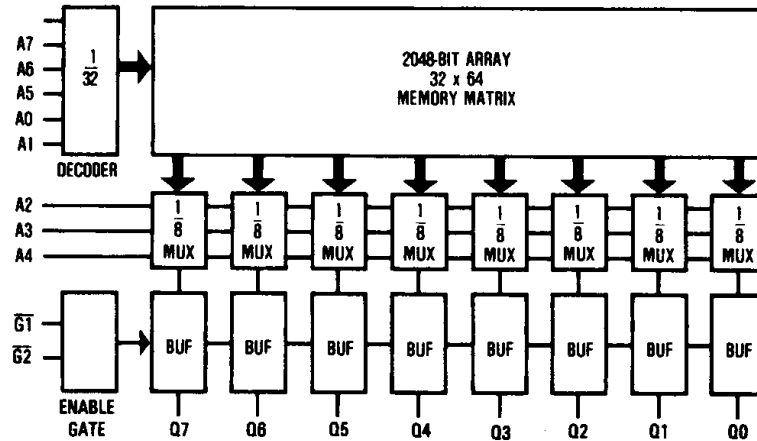 A7
A6
A5
A0
A1
1
32
DECODER
2048-BIT ARRAY
32 x 64
MEMORY MATRIX
A2
A3
A4
1
8
MUX
1
8
MUX
1
8
MUX
1
8
MUX
1
8
MUX
1
8
MUX
1
8
MUX
1
8
MUX
G1
G2
ENABLE
GATE
BUF
BUF
BUF
BUF
BUF
BUF
BUF
BUF
Q7
Q6
Q5
Q4
Q3
Q2
Q1
Q0